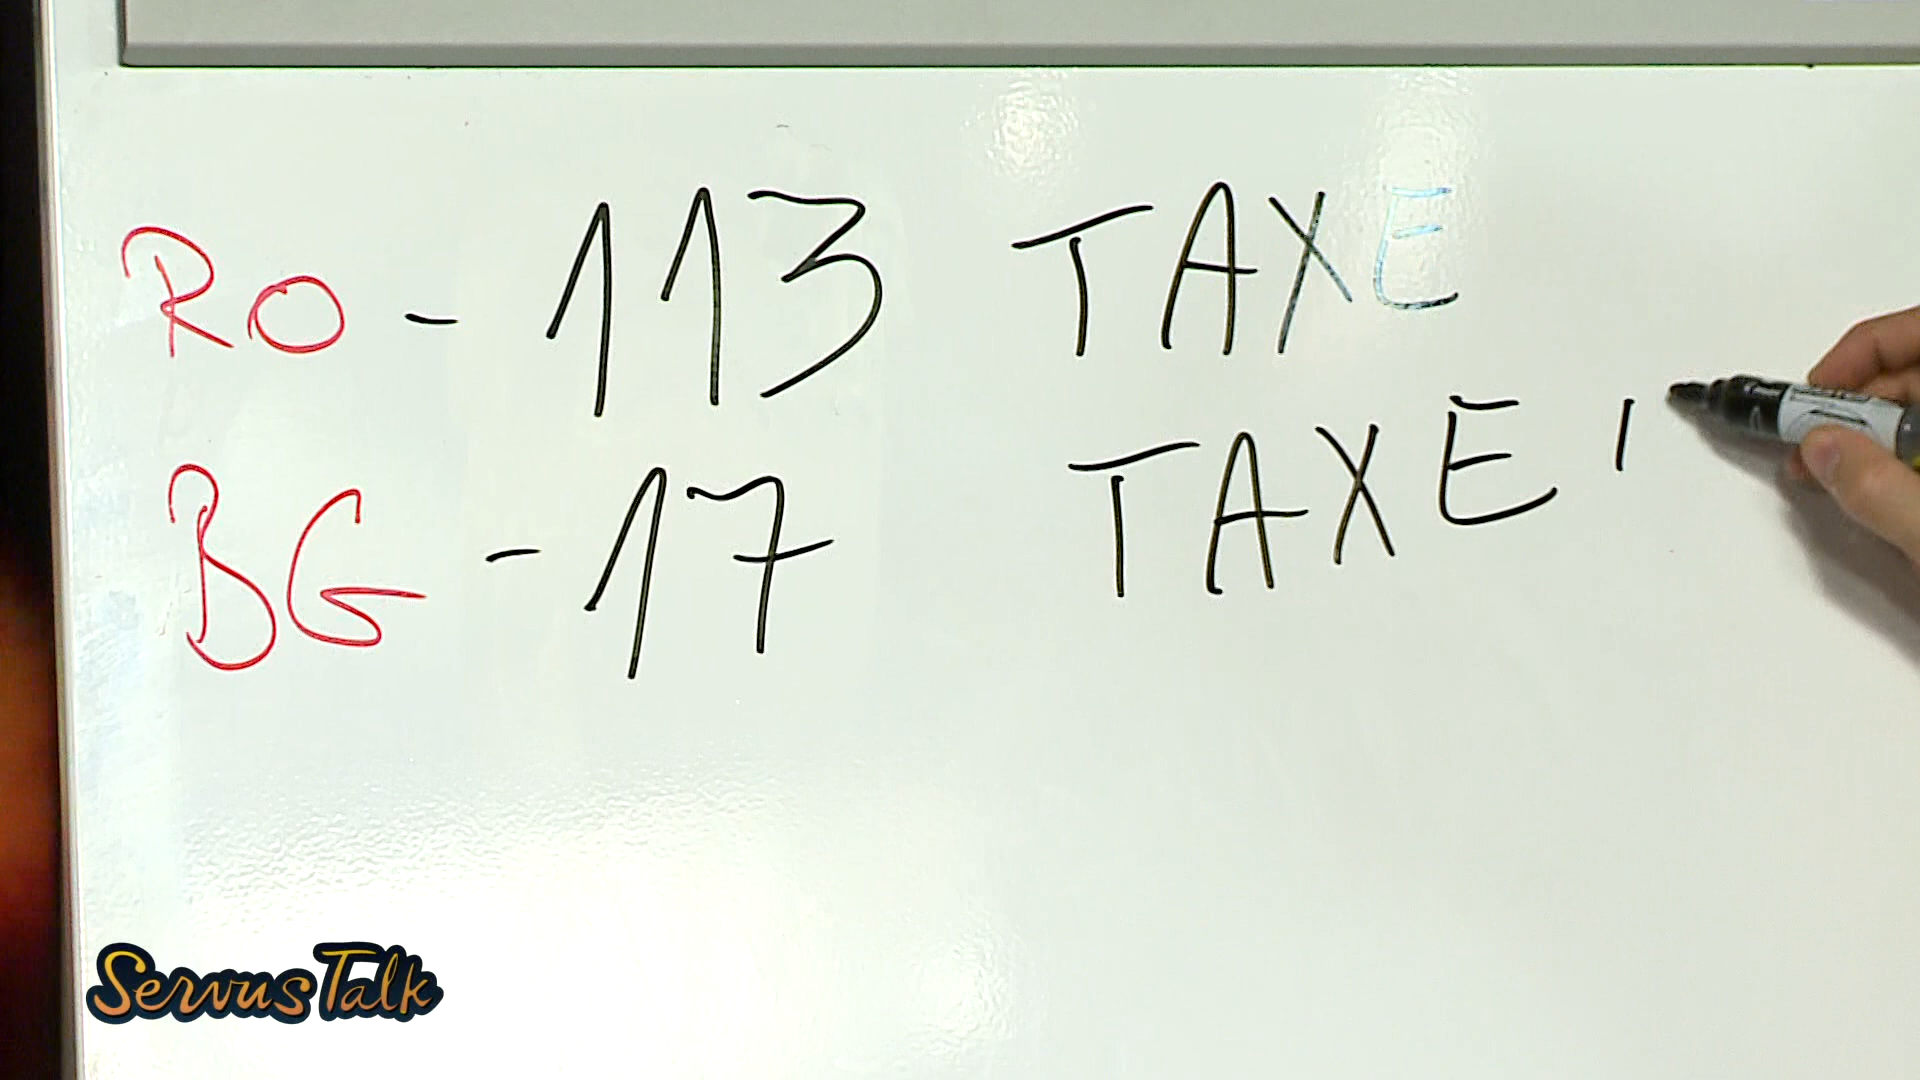 RO - 113 TAXE
BG - 17 TAXE !
ServusTalk